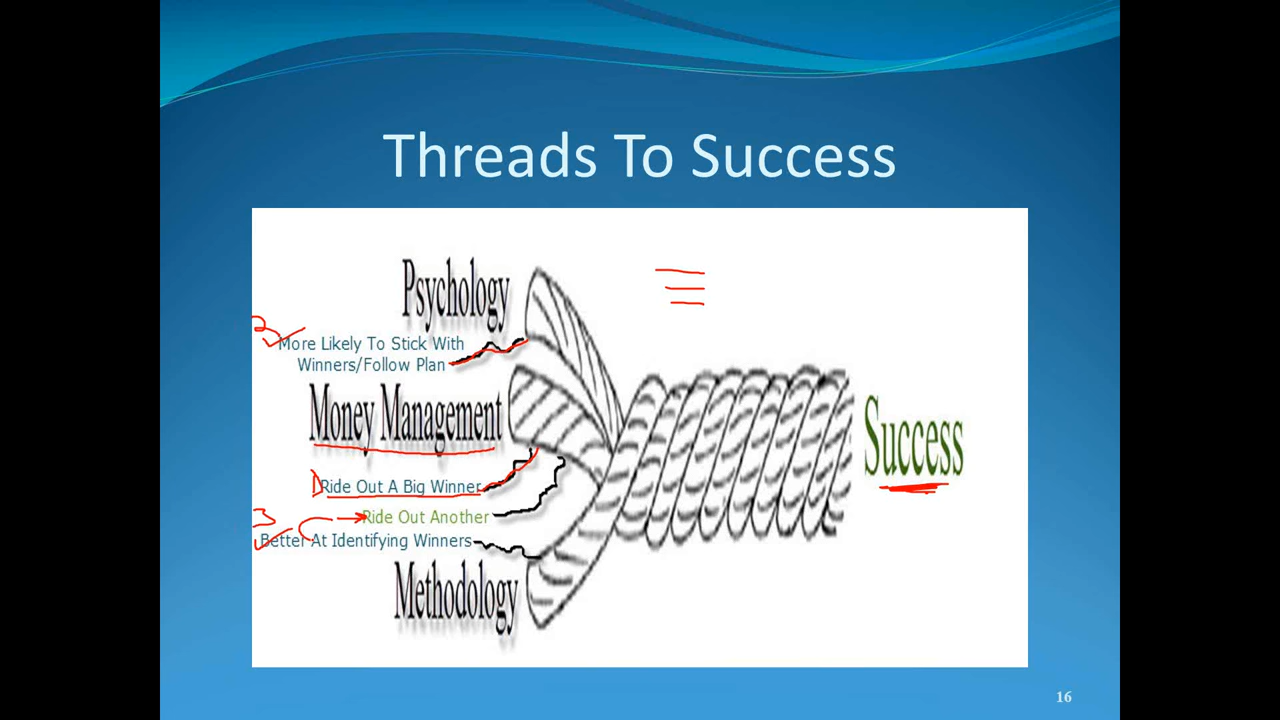 Threads To Success
Psychology
More Likely To Stick With
Winners/Follow Plan
Money Management
Ride Out A Big Winner
Ride Out Another
Better At Identifying Winners
Methodology
Success
3
16